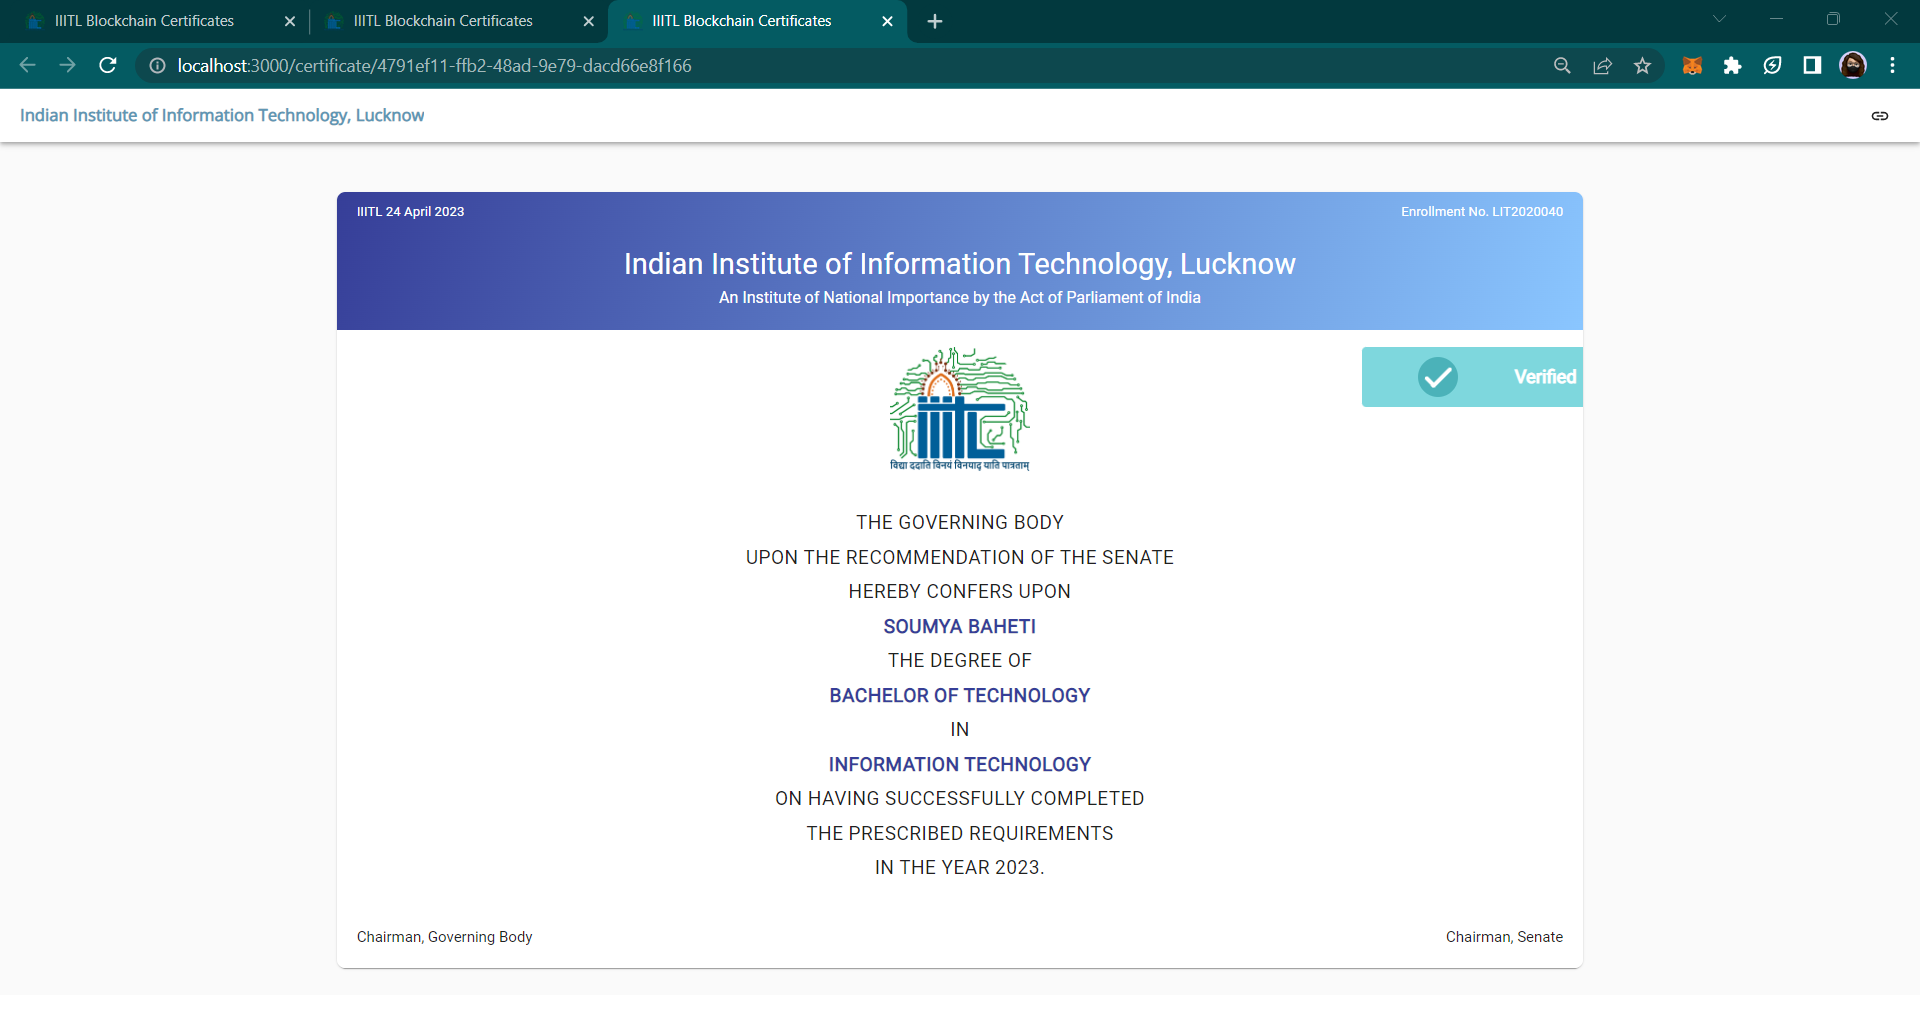 IIITL Blockchain Certificates
IIITL Blockchain Certificates
IIITL Blockchain Certificates
localhost:3000/certificate/4791ef11-ffb2-48ad-9e79-dacd66e8f166
Indian Institute of Information Technology, Lucknow
IIITL 24 April 2023
Enrollment No. LIT2020040
Indian Institute of Information Technology, Lucknow
An Institute of National Importance by the Act of Parliament of India
Verified
iiitL
विद्या ददाति विनयं विनयाद् याति पात्रताम्
THE GOVERNING BODY
UPON THE RECOMMENDATION OF THE SENATE
HEREBY CONFERS UPON
SOUMYA BAHETI
THE DEGREE OF
BACHELOR OF TECHNOLOGY
IN
INFORMATION TECHNOLOGY
ON HAVING SUCCESSFULLY COMPLETED
THE PRESCRIBED REQUIREMENTS
IN THE YEAR 2023.
Chairman, Governing Body
Chairman, Senate